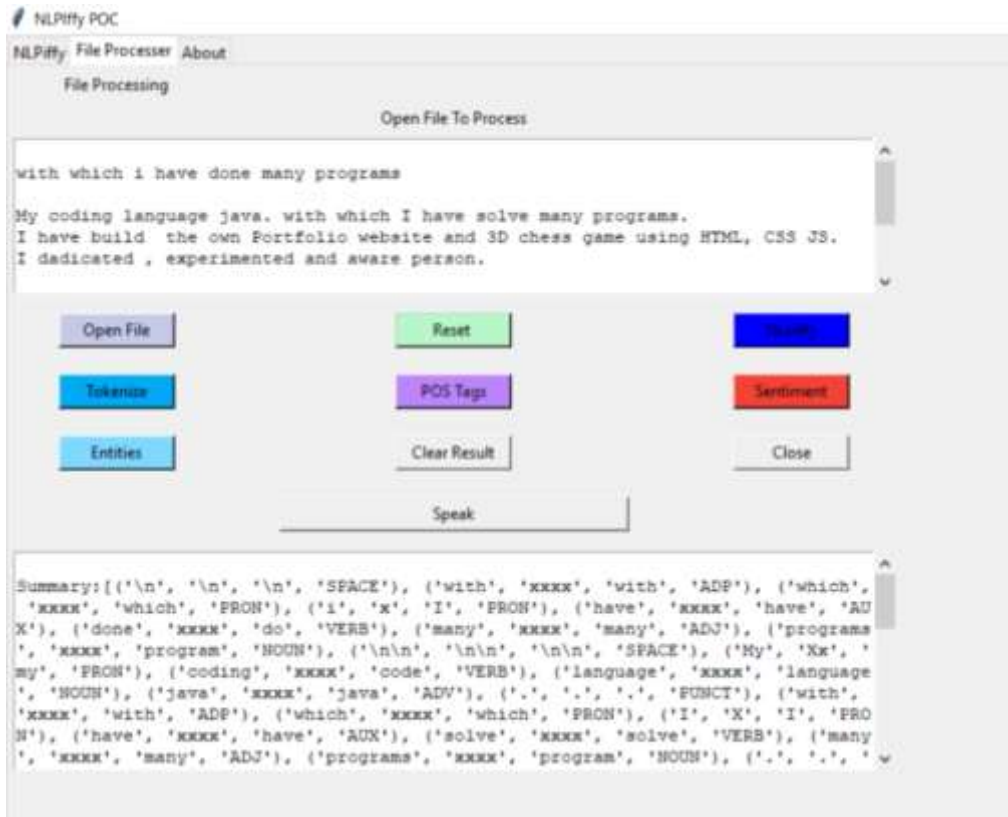 NLPiffy POC
NLPiffy File Processer About
File Processing
Open File To Process
with which i have done many programs
My coding language java. with which I have solve many programs.
I have build  the own Portfolio website and 3D chess game using HTML, CSS JS.
I dadicated , experimented and aware person.
Open File Reset
Tokenize POS Tags Sentiment
Entities Clear Result Close
Speak
Summary:[('\n', '\n', '\n', 'SPACE'), ('with', 'xxxx', 'with', 'ADP'), ('which',
'xxxx', 'which', 'PRON'), ('i', 'x', 'I', 'PRON'), ('have', 'xxxx', 'have', 'AU
X'), ('done', 'xxxx', 'do', 'VERB'), ('many', 'xxxx', 'many', 'ADJ'), ('programs
', 'xxxx', 'program', 'NOUN'), ('\n\n', '\n\n', '\n\n', 'SPACE'), ('My', 'Xx', '
my', 'PRON'), ('coding', 'xxxx', 'code', 'VERB'), ('language', 'xxxx', 'language
', 'NOUN'), ('java', 'xxxx', 'java', 'ADV'), ('.', '.', '.', 'PUNCT'), ('with',
'xxxx', 'with', 'ADP'), ('which', 'xxxx', 'which', 'PRON'), ('I', 'X', 'I', 'PRO
N'), ('have', 'xxxx', 'have', 'AUX'), ('solve', 'xxxx', 'solve', 'VERB'), ('many
', 'xxxx', 'many', 'ADJ'), ('programs', 'xxxx', 'program', 'NOUN'), ('.', '.', '